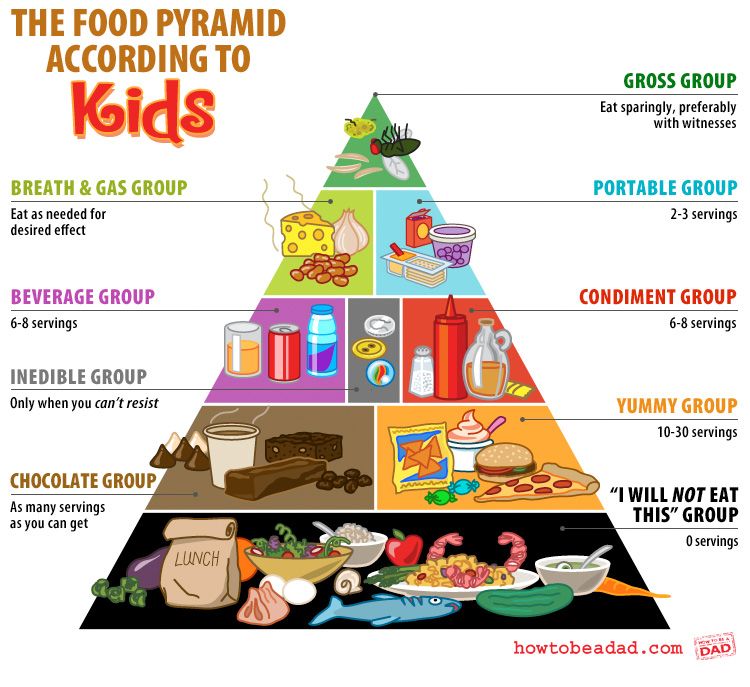 THE FOOD PYRAMID
ACCORDING TO
Kids
GROSS GROUP
Eat sparingly, preferably
with witnesses
BREATH & GAS GROUP
Eat as needed for
desired effect
PORTABLE GROUP
2-3 servings
BEVERAGE GROUP
6-8 servings
CONDIMENT GROUP
6-8 servings
INEDIBLE GROUP
Only when you can't resist
YUMMY GROUP
10-30 servings
CHOCOLATE GROUP
As many servings
as you can get
"I WILL NOT EAT
THIS" GROUP
0 servings
LUNCH
howtobeadad.com
HOW TO BE A
DAD